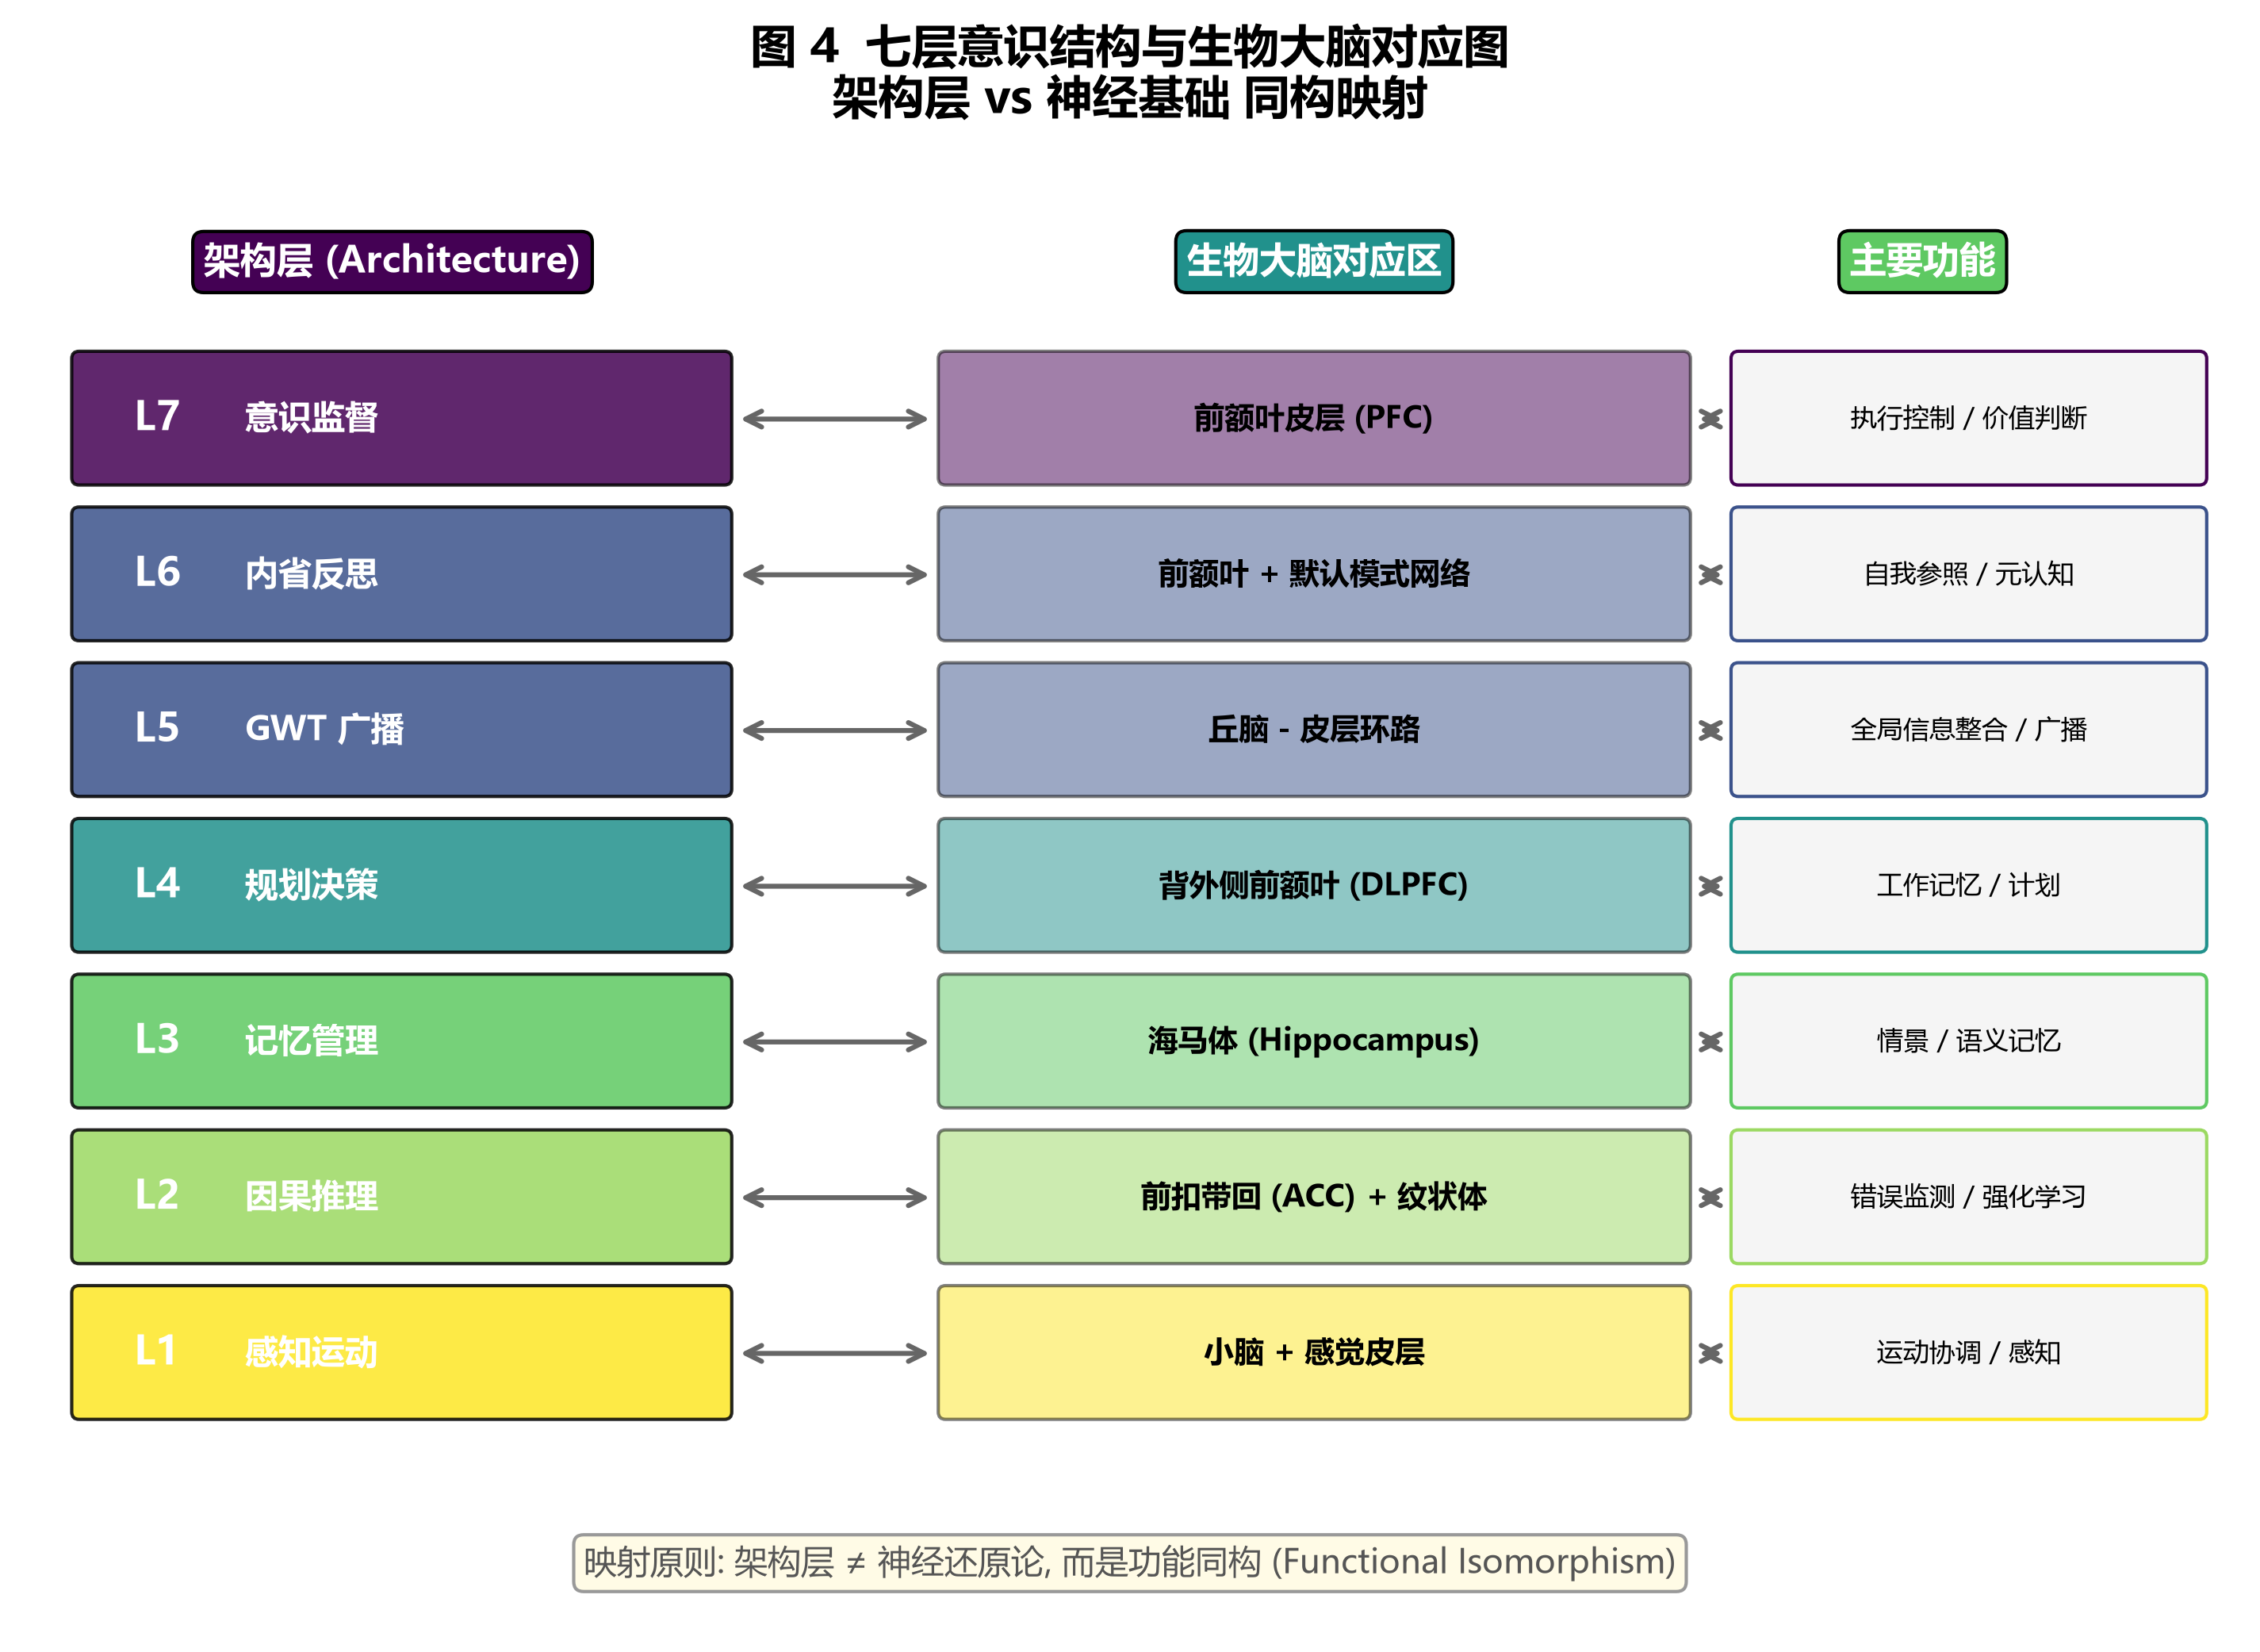 图 4  七层意识结构与生物大脑对应图
架构层 vs 神经基础 同构映射
架构层 (Architecture)
生物大脑对应区
主要功能
L7 意识监督
前额叶皮层 (PFC)
执行控制 / 价值判断
L6 内省反思
前额叶 + 默认模式网络
自我参照 / 元认知
L5 GWT 广播
丘脑 - 皮层环路
全局信息整合 / 广播
L4 规划决策
背外侧前额叶 (DLPFC)
工作记忆 / 计划
L3 记忆管理
海马体 (Hippocampus)
情景 / 语义记忆
L2 因果推理
前扣带回 (ACC) + 纹状体
错误监测 / 强化学习
L1 感知运动
小脑 + 感觉皮层
运动协调 / 感知
映射原则: 架构层 ≠ 神经还原论, 而是功能同构 (Functional Isomorphism)